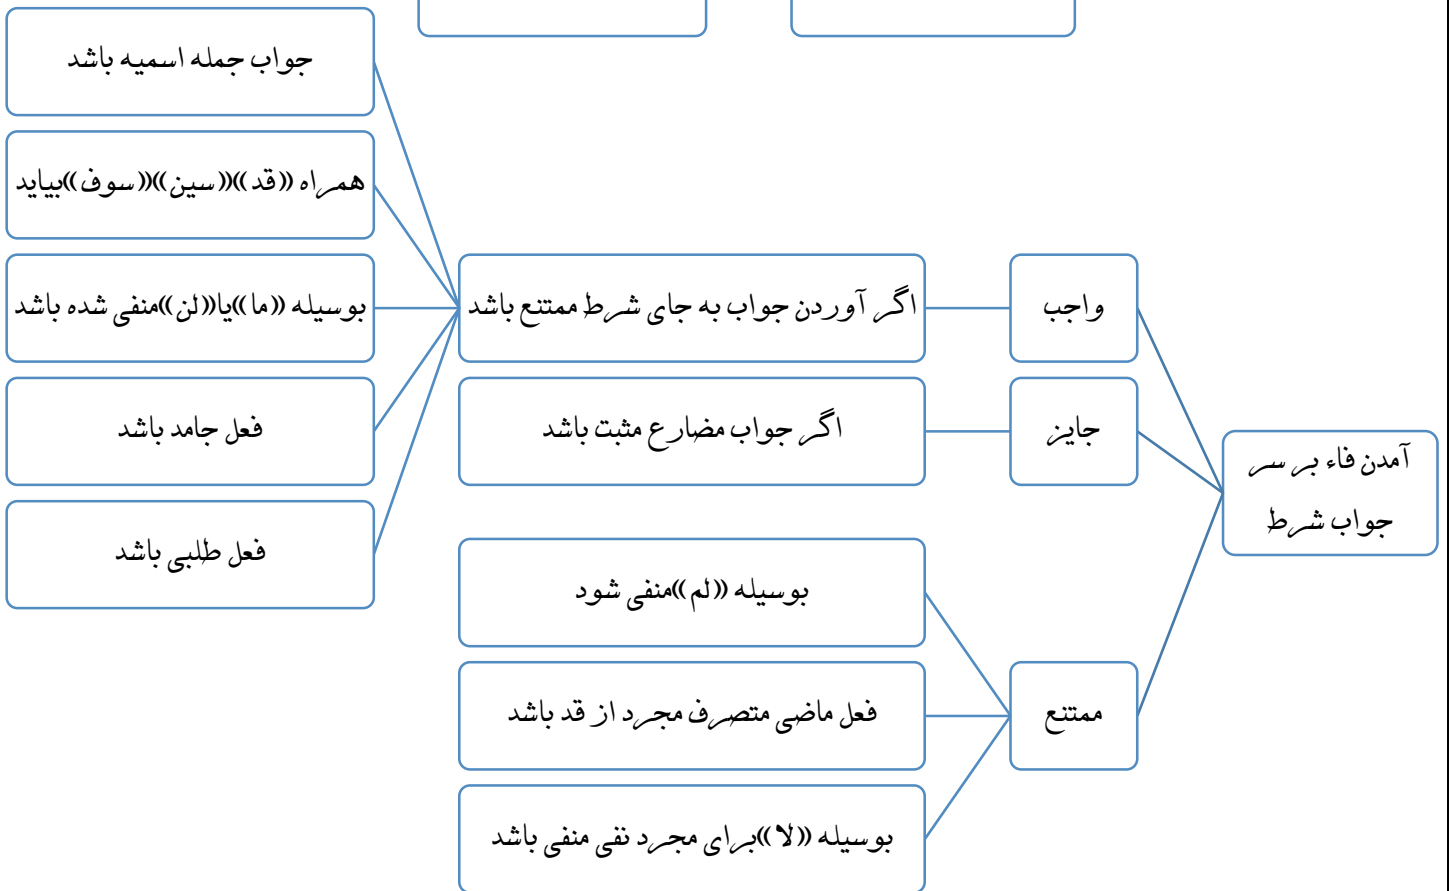 آمدن فاء بر سر
جواب شرط
واجب
اگر آوردن جواب به جای شرط ممتنع باشد
جواب جمله اسمیه باشد
همراه ((قد))((سین))((سوف))بیاید
بوسیله ((ما))یا((لن))منفی شده باشد
فعل جامد باشد
فعل طلبی باشد
جایز
اگر جواب مضارع مثبت باشد
ممتنع
بوسیله ((لم))منفی شود
فعل ماضی متصرف مجرد از قد باشد
بوسیله ((لا))برای مجرد نفی منفی باشد